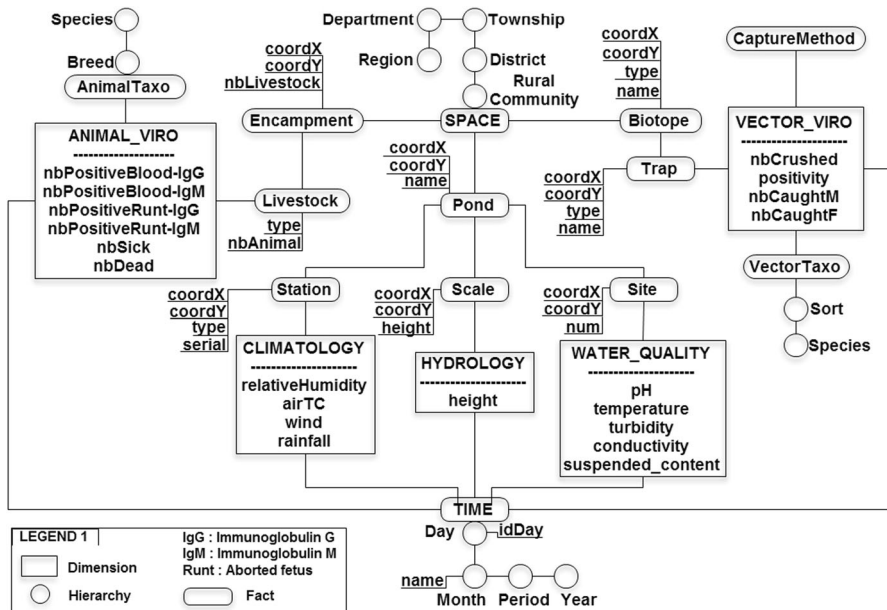 Species
Breed
AnimalTaxo
ANIMAL_VIRO
--------------------
nbPositiveBlood-IgG
nbPositiveBlood-IgM
nbPositiveRunt-IgG
nbPositiveRunt-IgM
nbSick
nbDead
coordX
coordY
nbLivestock
Encampment
Livestock
type
nbAnimal
Department
Region
Township
District
Rural
Community
SPACE
coordX
coordY
name
Pond
coordX
coordY
type
name
Biotope
coordX
coordY
type
name
Trap
CaptureMethod
VECTOR_VIRO
--------------------
nbCrushed
positivity
nbCaughtM
nbCaughtF
VectorTaxo
Sort
Species
coordX
coordY
type
serial
Station
CLIMATOLOGY
---------------------
relativeHumidity
airTC
wind
rainfall
coordX
coordY
height
Scale
HYDROLOGY
--------------------
height
coordX
coordY
num
Site
WATER_QUALITY
---------------------
pH
temperature
turbidity
conductivity
suspended_content
TIME
Day
idDay
name
Month
Period
Year
LEGEND 1
Dimension
Hierarchy
IgG : Immunoglobulin G
IgM : Immunoglobulin M
Runt : Aborted fetus
Fact